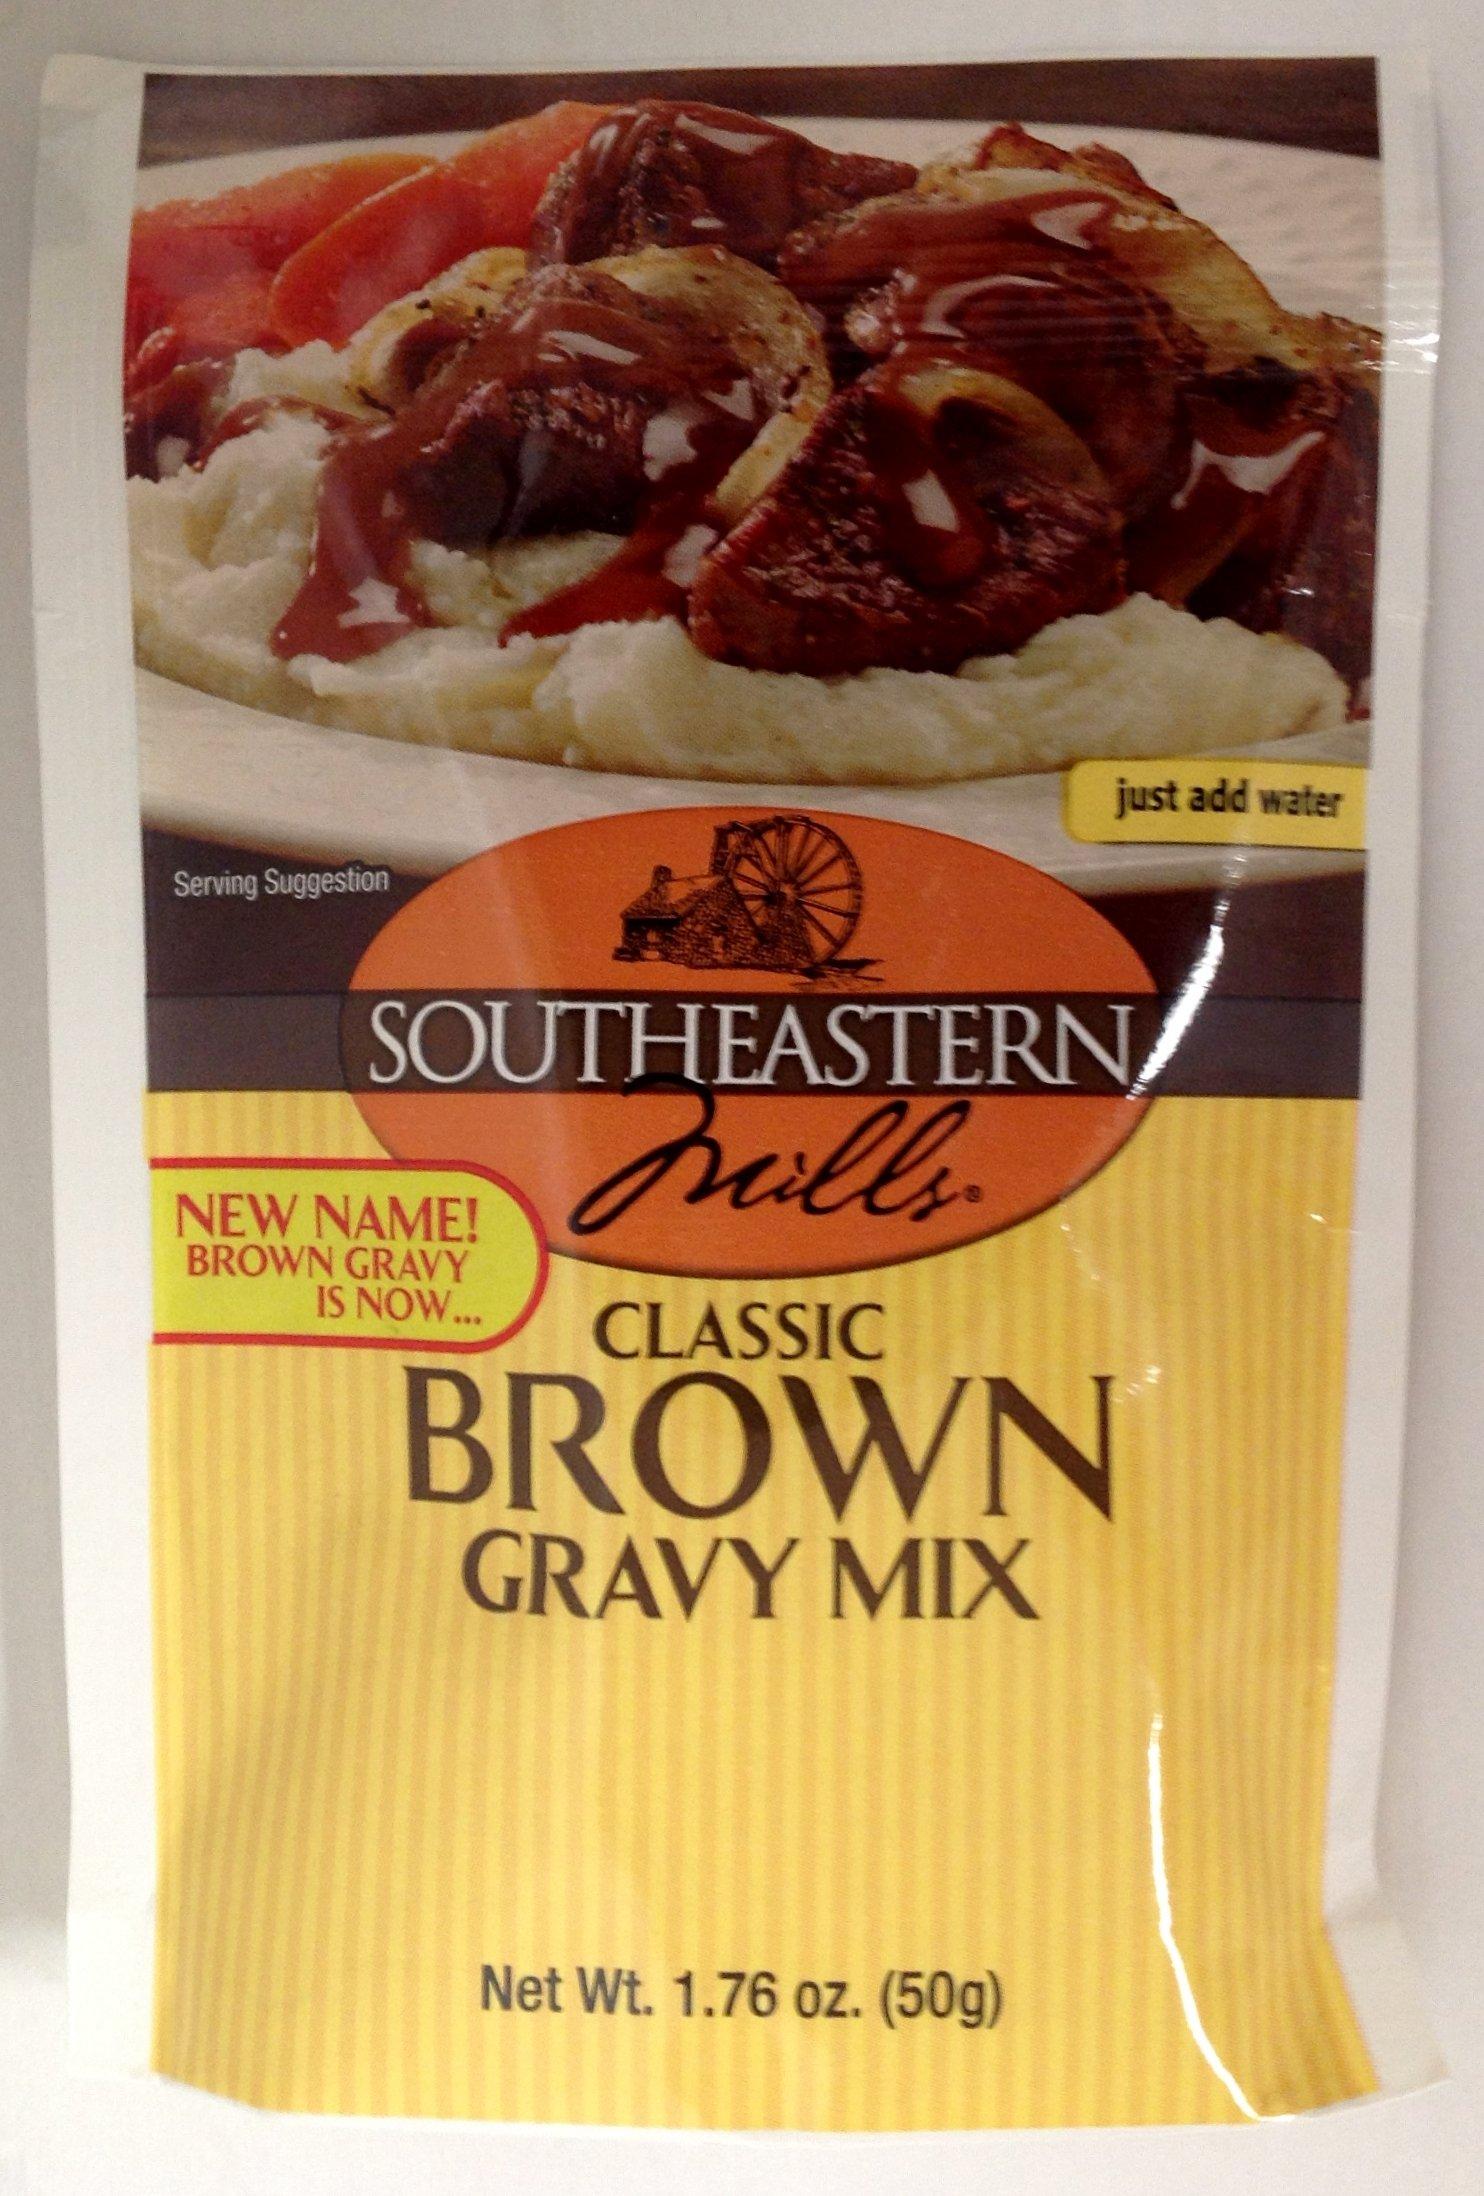 just add water
Serving Suggestion
SOUTHEASTERN
Mills®
NEW NAME!
BROWN GRAVY
IS NOW...
CLASSIC
BROWN
GRAVY MIX
Net Wt. 1.76 oz. (50g)